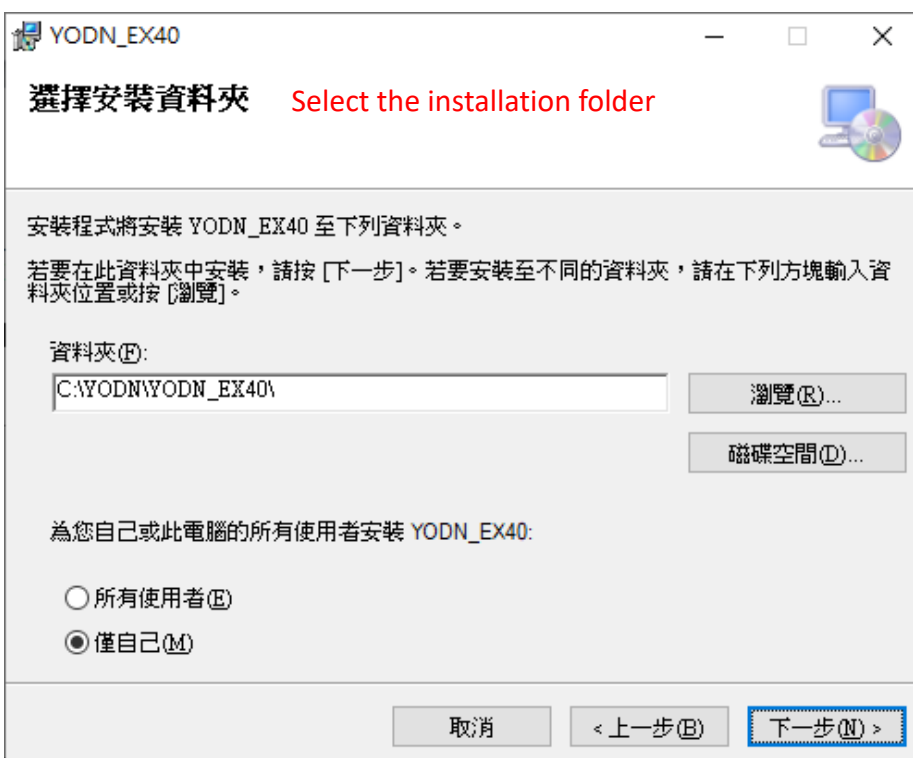 YODN_EX40
選擇安裝資料夾 Select the installation folder
安裝程式將安裝 YODN_EX40 至下列資料夾。
若要在此資料夾中安裝，請按 [下一步]。若要安裝至不同的資料夾，請在下列方塊輸入資
料夾位置或按 [瀏覽]。
資料夾(F):
C:\YODN\YODN_EX40\
瀏覽(R)...
磁碟空間(D)...
為您自己或此電腦的所有使用者安裝 YODN_EX40:
所有使用者(E)
僅自己(M)
取消
<上一步(B)
下一步(N) >